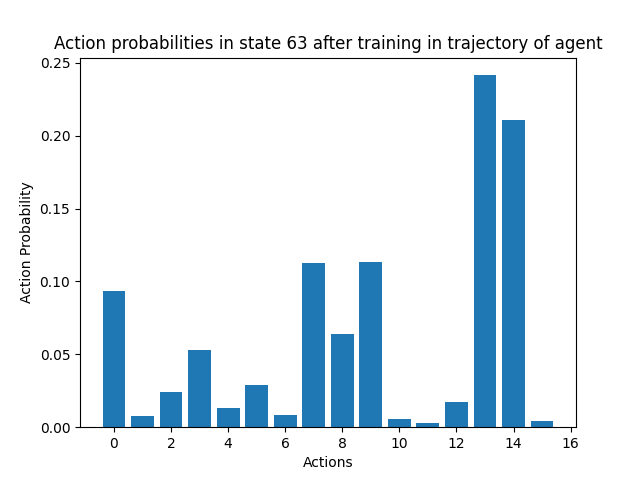 Action probabilities in state 63 after training in trajectory of agent
0.25
0.20
0.15
0.10
0.05
0.00
Action Probability
0 2 4 6 8 10 12 14 16
Actions